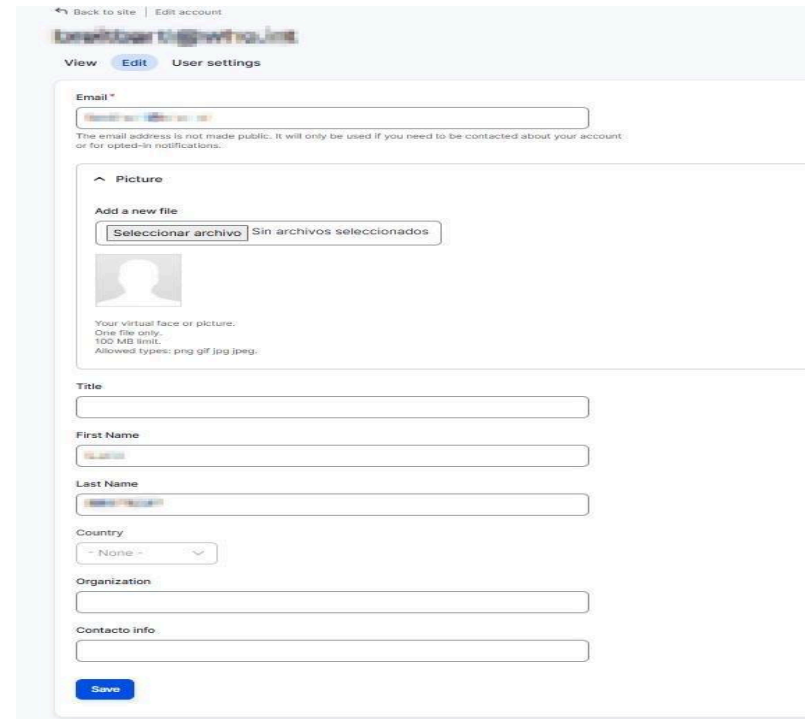 Back to site | Edit account
View Edit User settings
Email *
The email address is not made public. It will only be used if you need to be contacted about your account
or for opted-in notifications.
Picture
Add a new file
Seleccionar archivo Sin archivos seleccionados
Your virtual face or picture.
One file only.
100 MB limit.
Allowed types: png gif jpg jpeg.
Title
First Name
Last Name
Country
- None -
Organization
Contacto info
Save